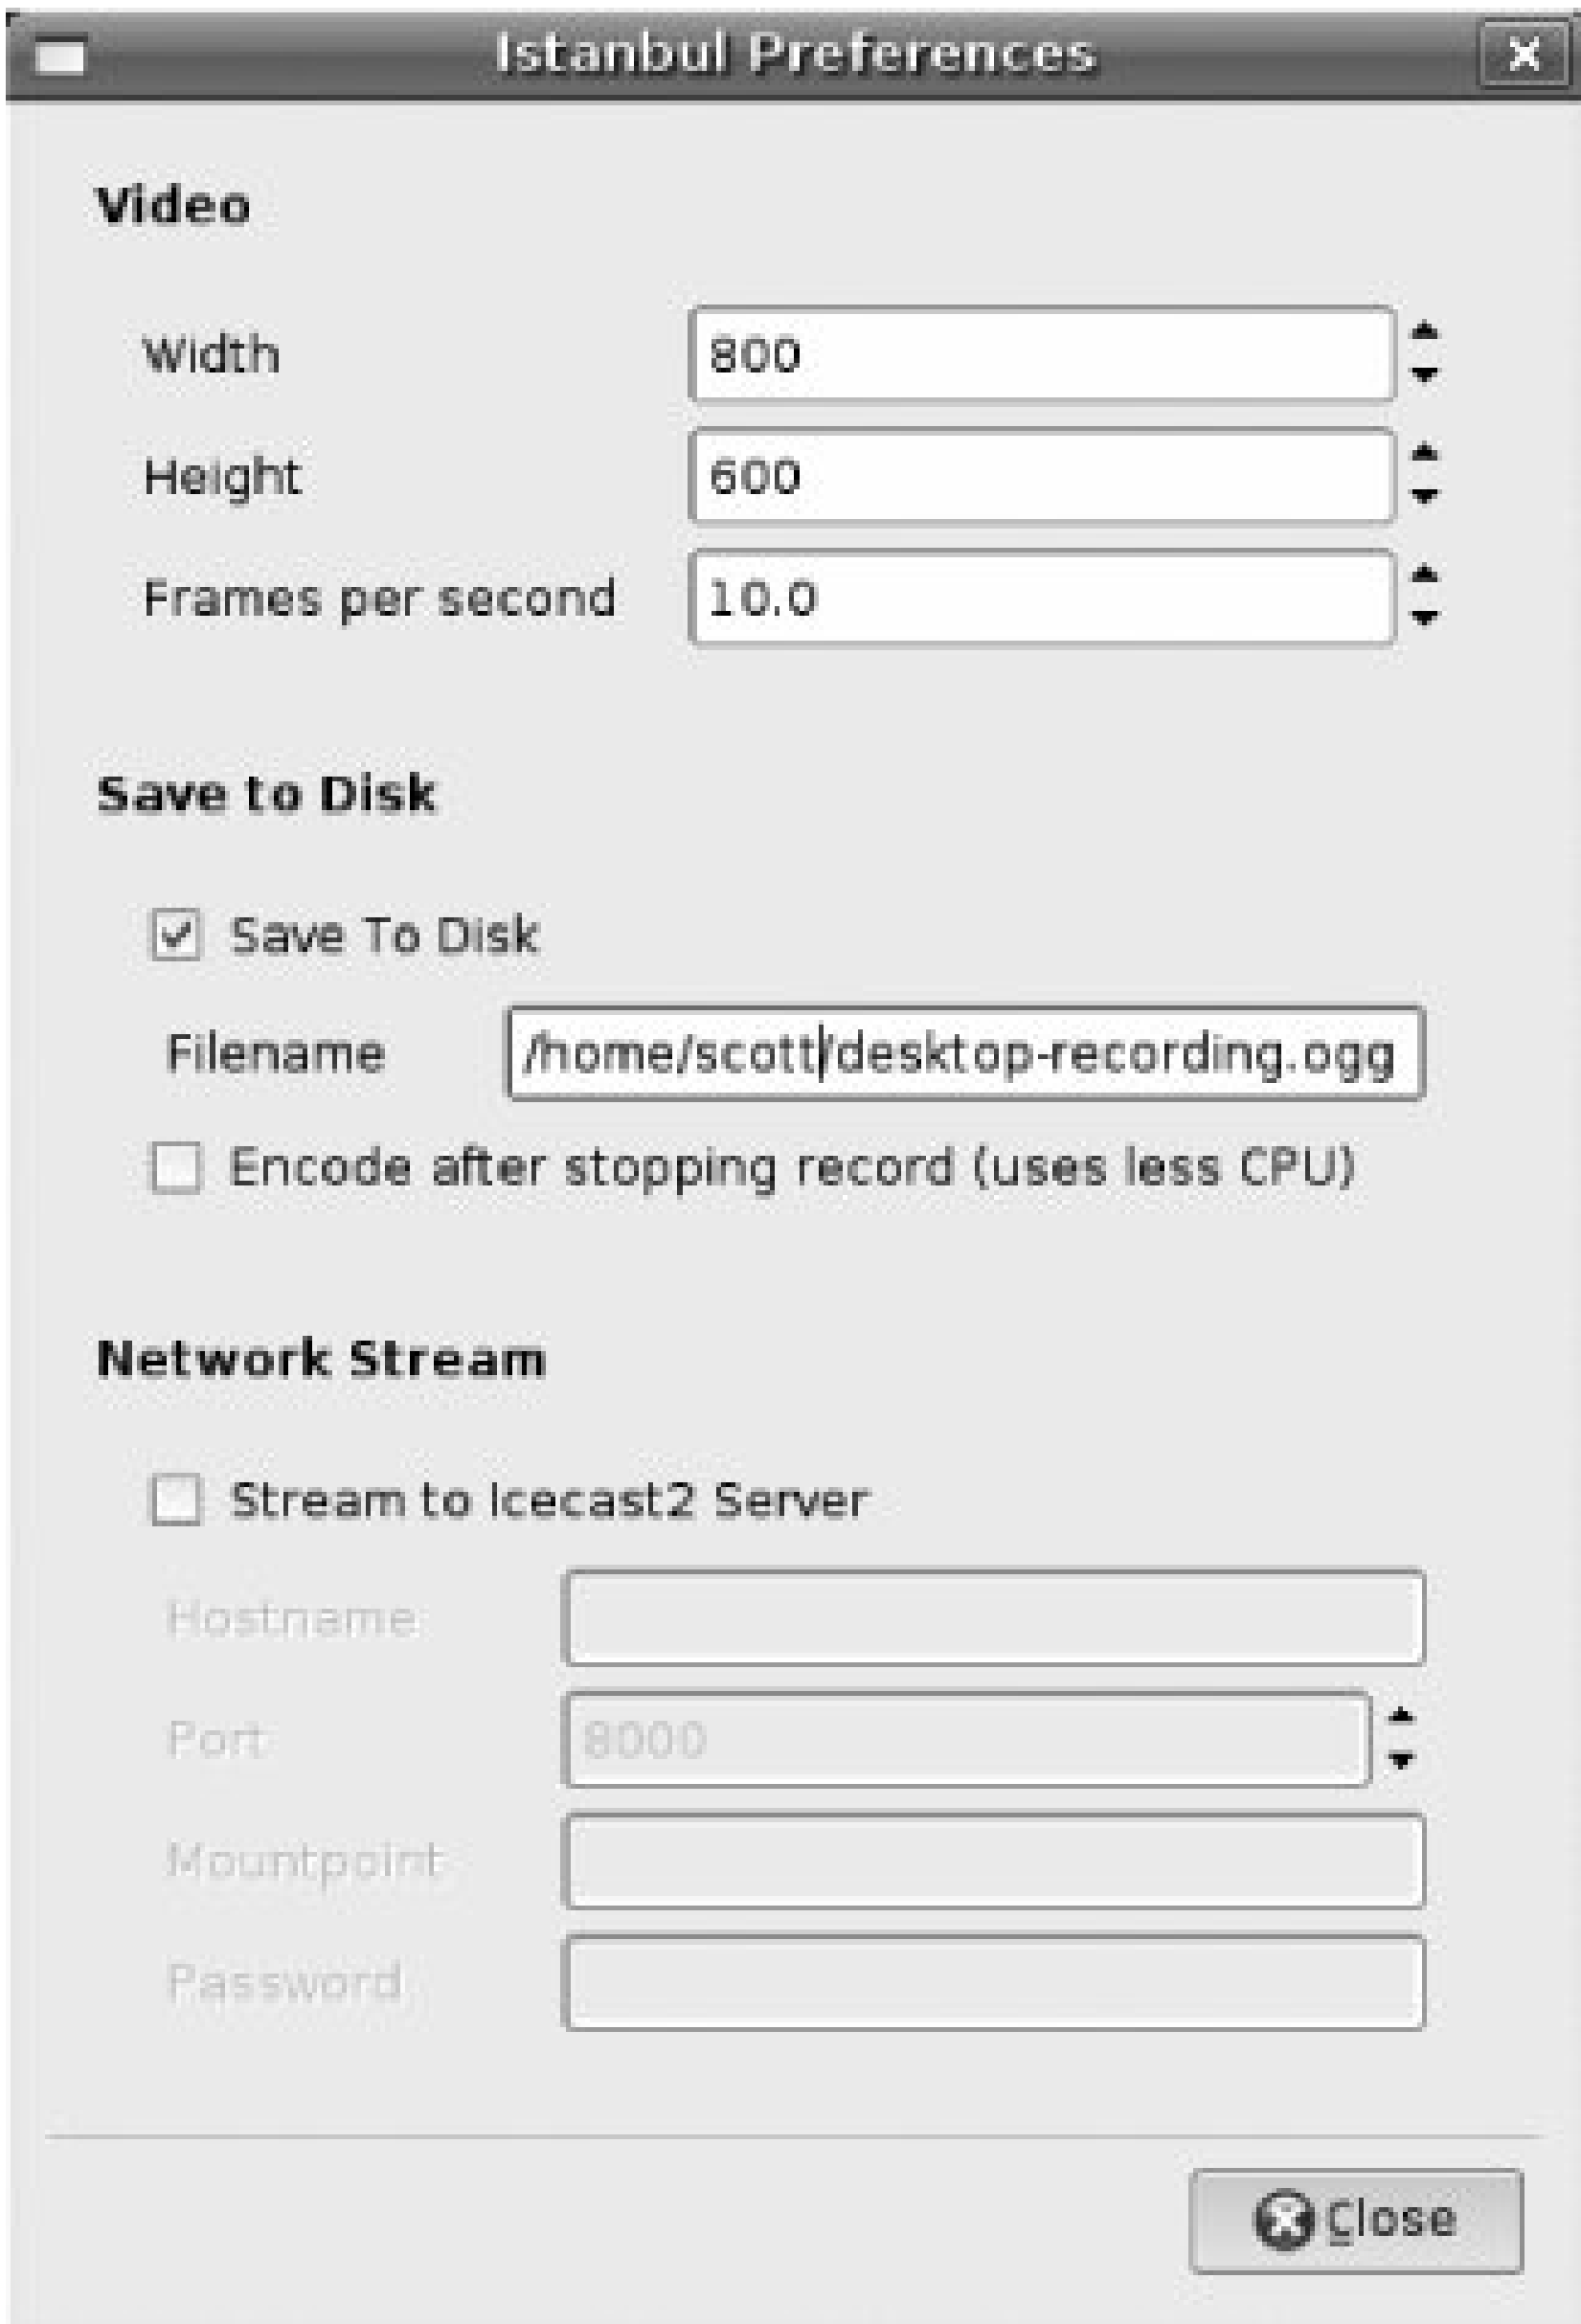 Istanbul Preferences
Video
Width 800
Height 600
Frames per second 10.0
Save to Disk
Save To Disk
Filename /home/scott/desktop-recording.ogg
Encode after stopping record (uses less CPU)
Network Stream
Stream to Icecast2 Server
Hostname
Port 8000
Mountpoint
Password
Close